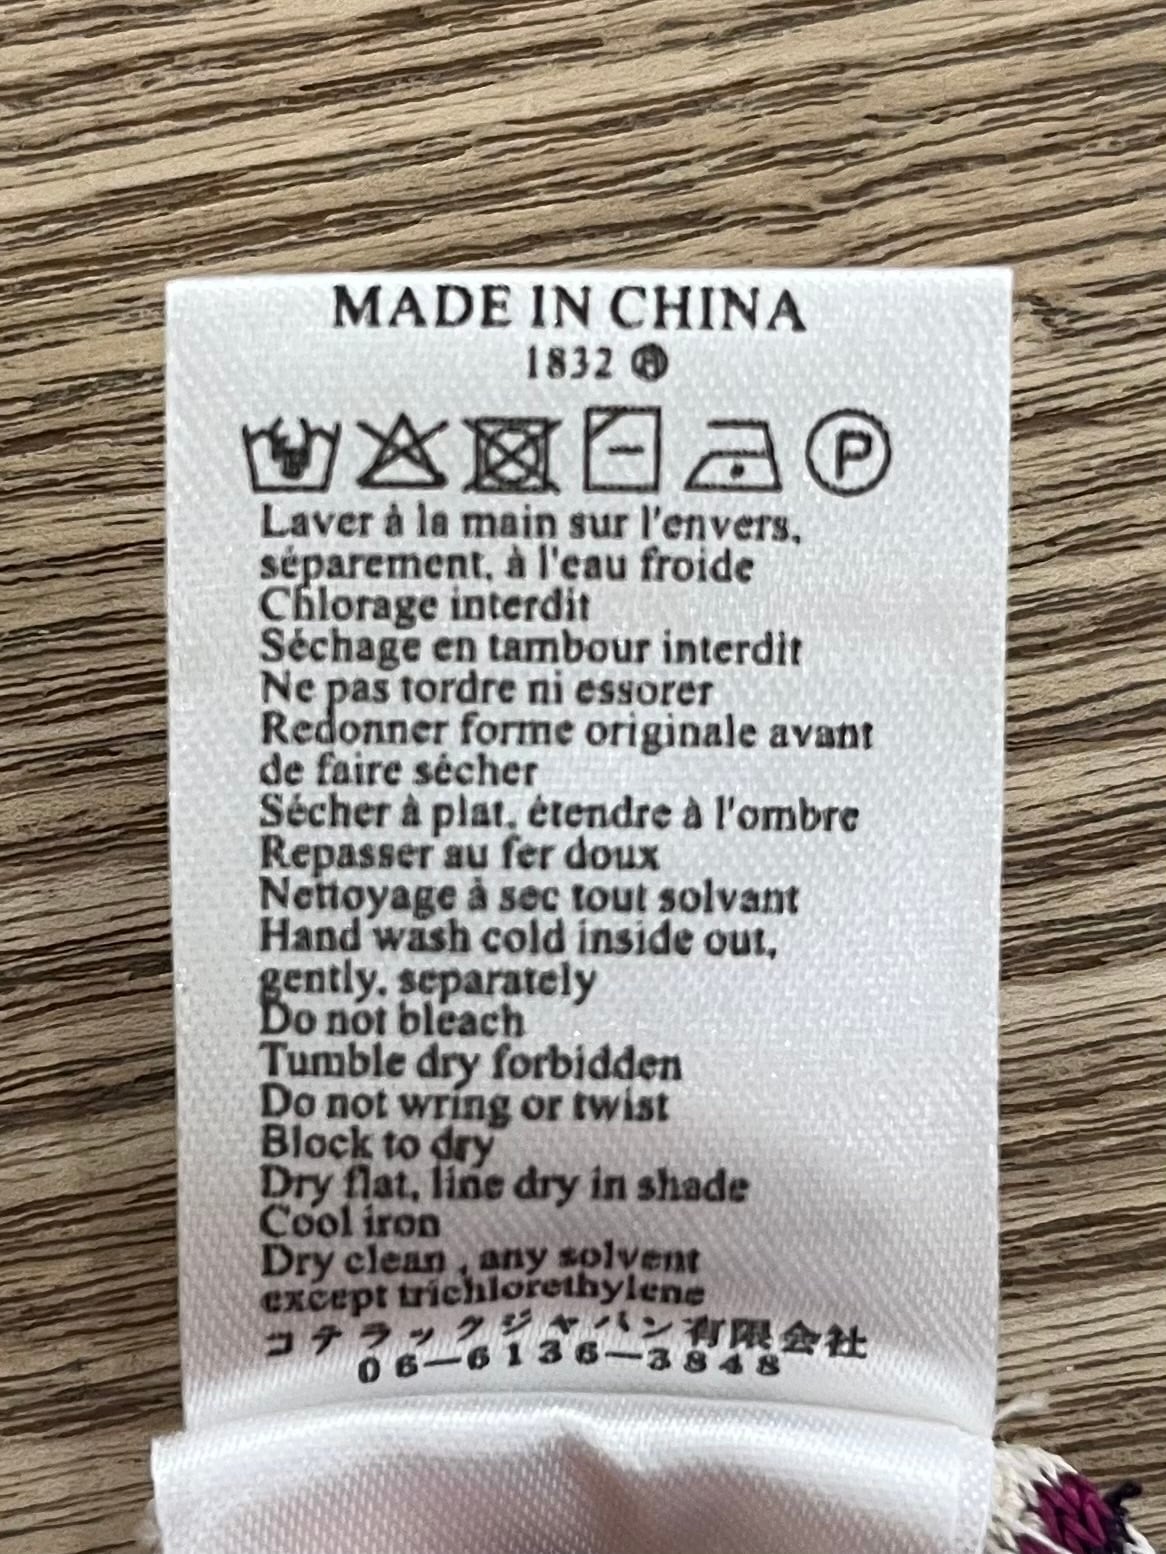 MADE IN CHINA
1832 Ⓗ
P
Laver à la main sur l'envers,
séparement, à l'eau froide
Chlorage interdit
Séchage en tambour interdit
Ne pas tordre ni essorer
Redonner forme originale avant
de faire sécher
Sécher à plat, étendre à l'ombre
Repasser au fer doux
Nettoyage à sec tout solvant
Hand wash cold inside out,
gently, separately
Do not bleach
Tumble dry forbidden
Do not wring or twist
Block to dry
Dry flat, line dry in shade
Cool iron
Dry clean , any solvent
except trichlorethylene
コテラックジャパン有限会社
06-6136-3848